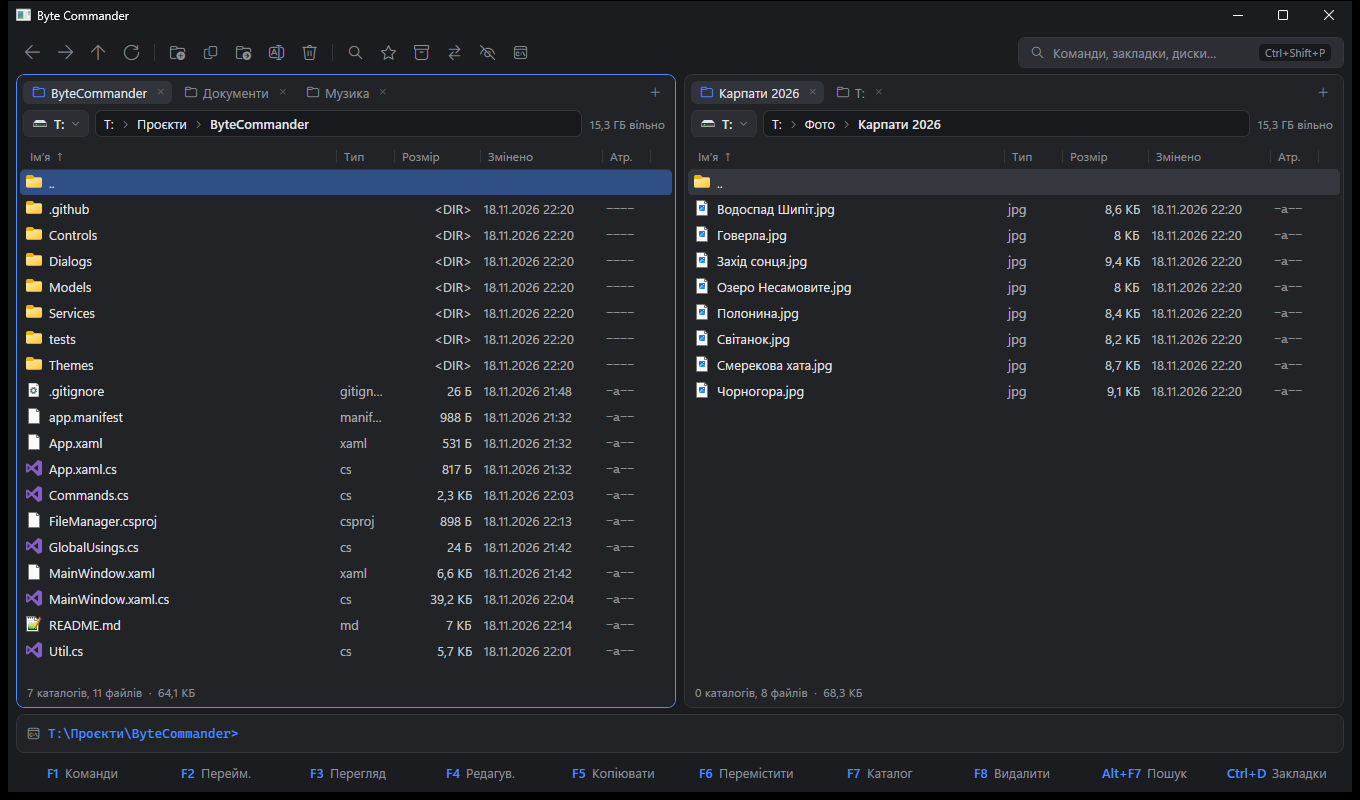 Byte Commander
Команди, закладки, диски... Ctrl+Shift+P
ByteCommander × Документи × Музика × +
T: T: > Проєкти > ByteCommander 15,3 ГБ вільно
Ім'я ↑ Тип Розмір Змінено Атр.
..
.github <DIR> 18.11.2026 22:20 ----
Controls <DIR> 18.11.2026 22:20 ----
Dialogs <DIR> 18.11.2026 22:20 ----
Models <DIR> 18.11.2026 22:20 ----
Services <DIR> 18.11.2026 22:20 ----
tests <DIR> 18.11.2026 22:20 ----
Themes <DIR> 18.11.2026 22:20 ----
.gitignore gitign... 26 Б 18.11.2026 21:48 -a--
app.manifest manif... 988 Б 18.11.2026 21:32 -a--
App.xaml xaml 531 Б 18.11.2026 21:32 -a--
App.xaml.cs cs 817 Б 18.11.2026 21:32 -a--
Commands.cs cs 2,3 КБ 18.11.2026 22:03 -a--
FileManager.csproj csproj 898 Б 18.11.2026 22:13 -a--
GlobalUsings.cs cs 24 Б 18.11.2026 21:42 -a--
MainWindow.xaml xaml 6,6 КБ 18.11.2026 21:42 -a--
MainWindow.xaml.cs cs 39,2 КБ 18.11.2026 22:04 -a--
README.md md 7 КБ 18.11.2026 22:14 -a--
Util.cs cs 5,7 КБ 18.11.2026 22:01 -a--
7 каталогів, 11 файлів · 64,1 КБ
Карпати 2026 × T: × +
T: T: > Фото > Карпати 2026 15,3 ГБ вільно
Ім'я ↑ Тип Розмір Змінено Атр.
..
Водоспад Шипіт.jpg jpg 8,6 КБ 18.11.2026 22:20 -a--
Говерла.jpg jpg 8 КБ 18.11.2026 22:20 -a--
Захід сонця.jpg jpg 9,4 КБ 18.11.2026 22:20 -a--
Озеро Несамовите.jpg jpg 8 КБ 18.11.2026 22:20 -a--
Полонина.jpg jpg 8,4 КБ 18.11.2026 22:20 -a--
Світанок.jpg jpg 8,2 КБ 18.11.2026 22:20 -a--
Смерекова хата.jpg jpg 8,7 КБ 18.11.2026 22:20 -a--
Чорногора.jpg jpg 9,1 КБ 18.11.2026 22:20 -a--
0 каталогів, 8 файлів · 68,3 КБ
T:\Проєкти\ByteCommander>
F1 Команди F2 Перейм. F3 Перегляд F4 Редагув. F5 Копіювати F6 Перемістити F7 Каталог F8 Видалити Alt+F7 Пошук Ctrl+D Закладки